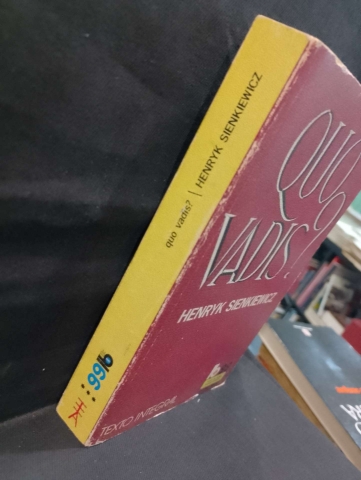 quo vadis? | HENRYK SIENKIEWICZ
QUO
VADIS?
HENRYK SIENKIEWICZ
TEXTO INTEGRAL